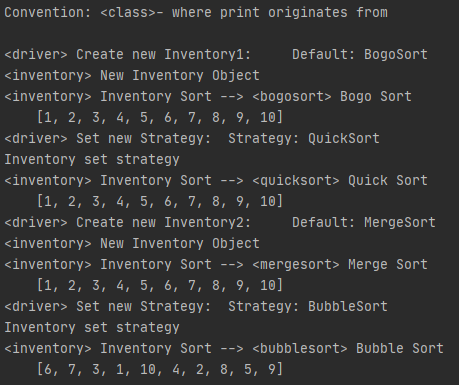 Convention: <class>- where print originates from

<driver> Create new Inventory1:     Default: BogoSort
<inventory> New Inventory Object
<inventory> Inventory Sort --> <bogosort> Bogo Sort
    [1, 2, 3, 4, 5, 6, 7, 8, 9, 10]
<driver> Set new Strategy:  Strategy: QuickSort
Inventory set strategy
<inventory> Inventory Sort --> <quicksort> Quick Sort
    [1, 2, 3, 4, 5, 6, 7, 8, 9, 10]
<driver> Create new Inventory2:     Default: MergeSort
<inventory> New Inventory Object
<inventory> Inventory Sort --> <mergesort> Merge Sort
    [1, 2, 3, 4, 5, 6, 7, 8, 9, 10]
<driver> Set new Strategy:  Strategy: BubbleSort
Inventory set strategy
<inventory> Inventory Sort --> <bubblesort> Bubble Sort
    [6, 7, 3, 1, 10, 4, 2, 8, 5, 9]